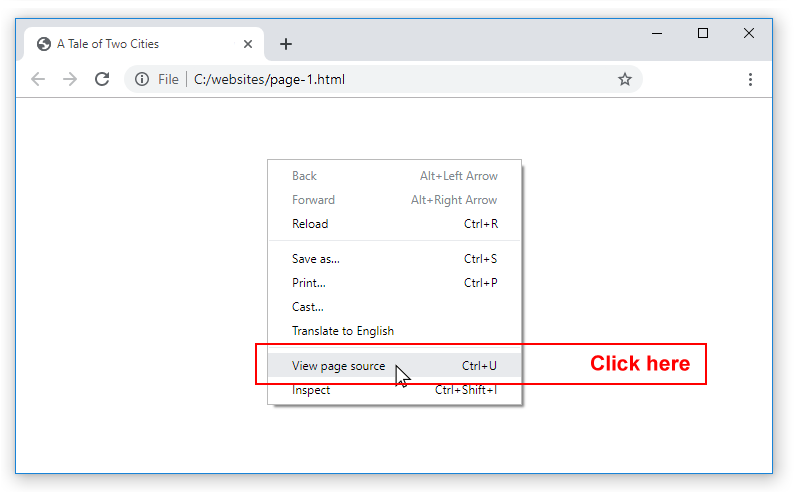 A Tale of Two Cities
File C:/websites/page-1.html
Back Alt+Left Arrow
Forward Alt+Right Arrow
Reload Ctrl+R
Save as... Ctrl+S
Print... Ctrl+P
Cast...
Translate to English
View page source Ctrl+U Click here
Inspect Ctrl+Shift+I